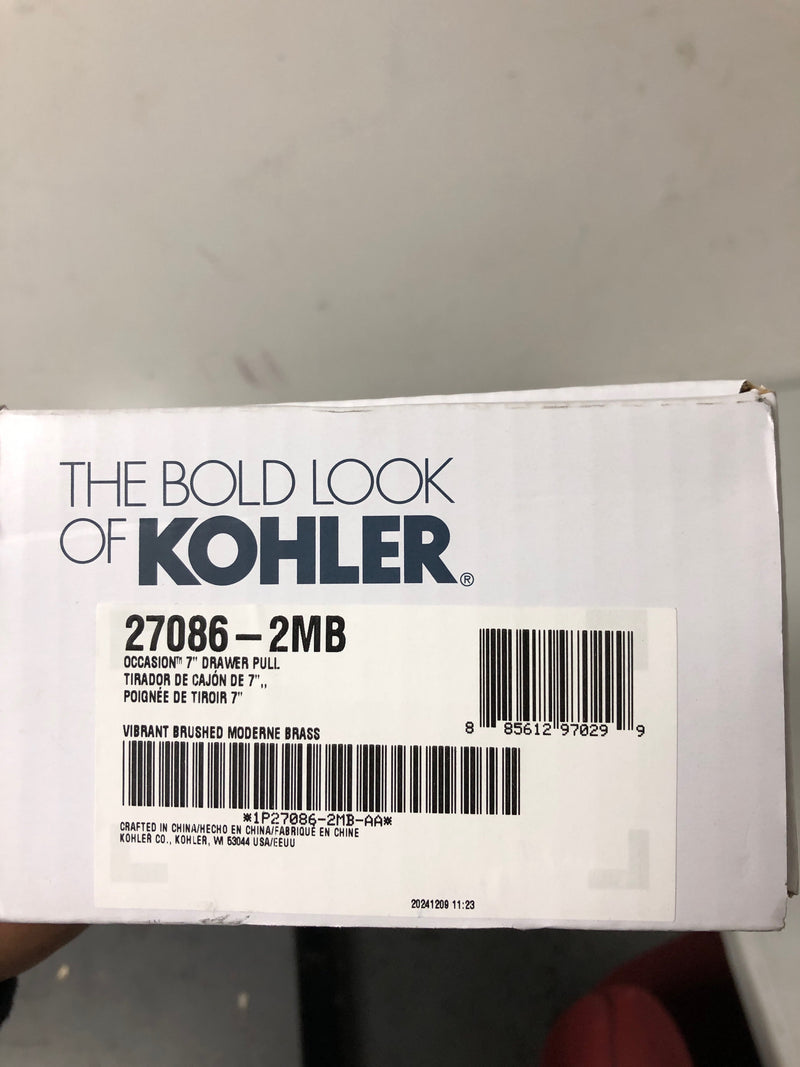 THE BOLD LOOK
OF KOHLER®
27086-2MB
OCCASION™ 7" DRAWER PULL
TIRADOR DE CAJÓN DE 7",,
POIGNÉE DE TIROIR 7"
VIBRANT BRUSHED MODERNE BRASS
8 85612 97029 9
*1P27086-2MB-AA*
CRAFTED IN CHINA/HECHO EN CHINA/FABRIQUÉ EN CHINE
KOHLER CO., KOHLER, WI 53044 USA/EEUU
20241209 11:23